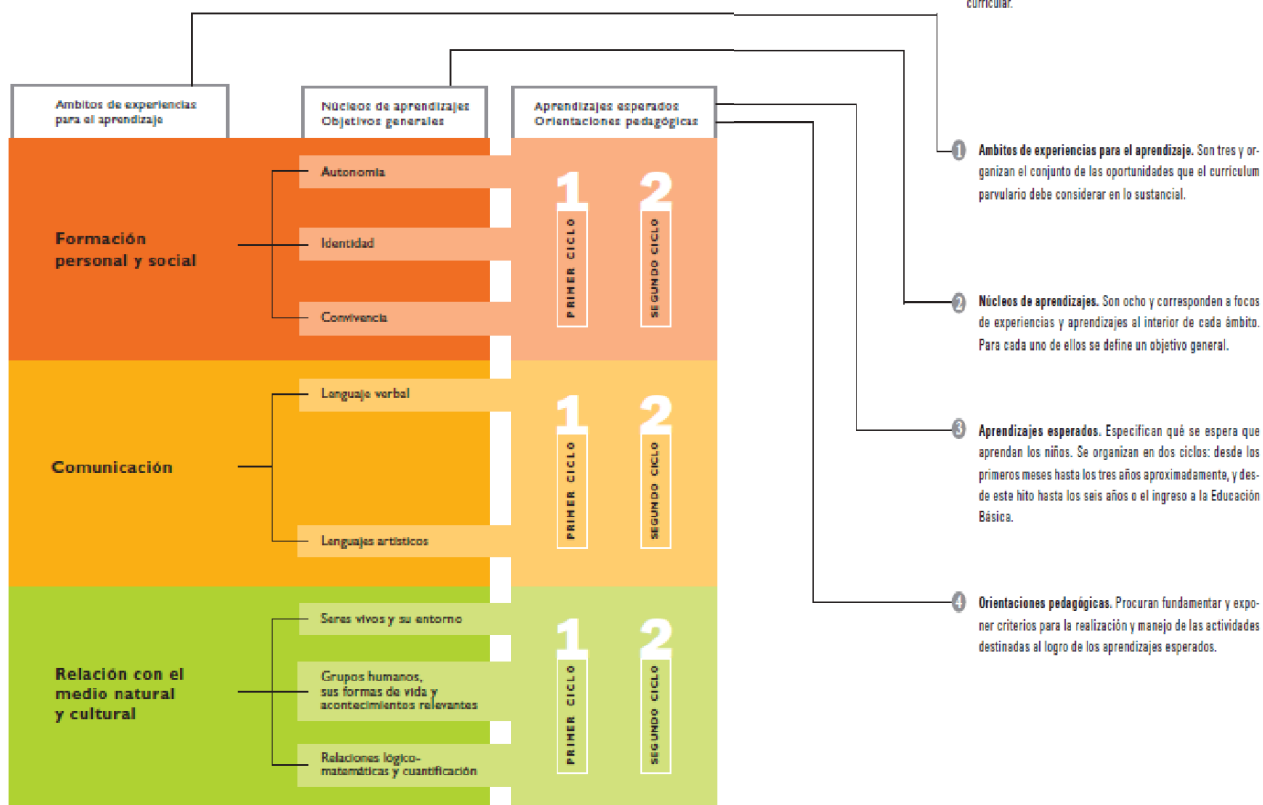 curricular.
Ambitos de experiencias
para el aprendizaje
Núcleos de aprendizajes
Objetivos generales
Aprendizajes esperados
Orientaciones pedagógicas
Formación
personal y social
Autonomía
Identidad
Convivencia
1
PRIMER CICLO
2
SEGUNDO CICLO
Comunicación
Lenguaje verbal
Lenguajes artísticos
1
PRIMER CICLO
2
SEGUNDO CICLO
Relación con el
medio natural
y cultural
Seres vivos y su entorno
Grupos humanos,
sus formas de vida y
acontecimientos relevantes
Relaciones lógico-
matemáticas y cuantificación
1
PRIMER CICLO
2
SEGUNDO CICLO
1 Ambitos de experiencias para el aprendizaje. Son tres y or-
ganizan el conjunto de las oportunidades que el currículum
parvulario debe considerar en lo sustancial.
2 Núcleos de aprendizajes. Son ocho y corresponden a focos
de experiencias y aprendizajes al interior de cada ámbito.
Para cada uno de ellos se define un objetivo general.
3 Aprendizajes esperados. Especifican qué se espera que
aprendan los niños. Se organizan en dos ciclos: desde los
primeros meses hasta los tres años aproximadamente, y des-
de este hito hasta los seis años o el ingreso a la Educación
Básica.
4 Orientaciones pedagógicas. Procuran fundamentar y expo-
ner criterios para la realización y manejo de las actividades
destinadas al logro de los aprendizajes esperados.